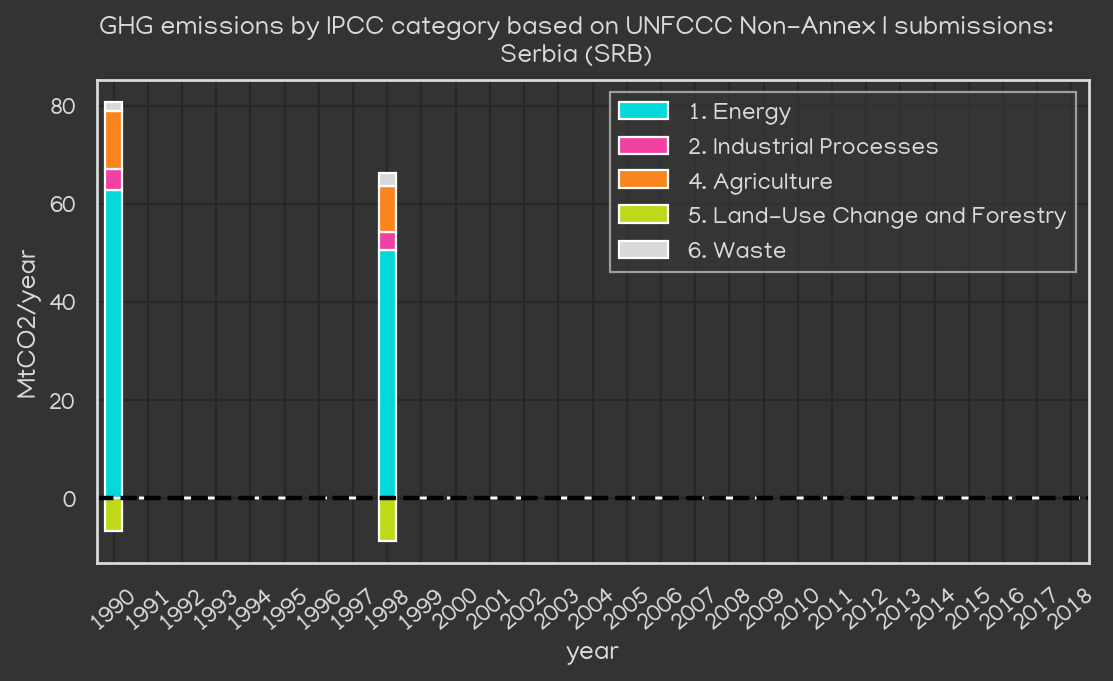 GHG emissions by IPCC category based on UNFCCC Non-Annex I submissions:
Serbia (SRB)
80
60
40
20
0
MtCO2/year
1. Energy
2. Industrial Processes
4. Agriculture
5. Land-Use Change and Forestry
6. Waste
1990 1991 1992 1993 1994 1995 1996 1997 1998 1999 2000 2001 2002 2003 2004 2005 2006 2007 2008 2009 2010 2011 2012 2013 2014 2015 2016 2017 2018
year